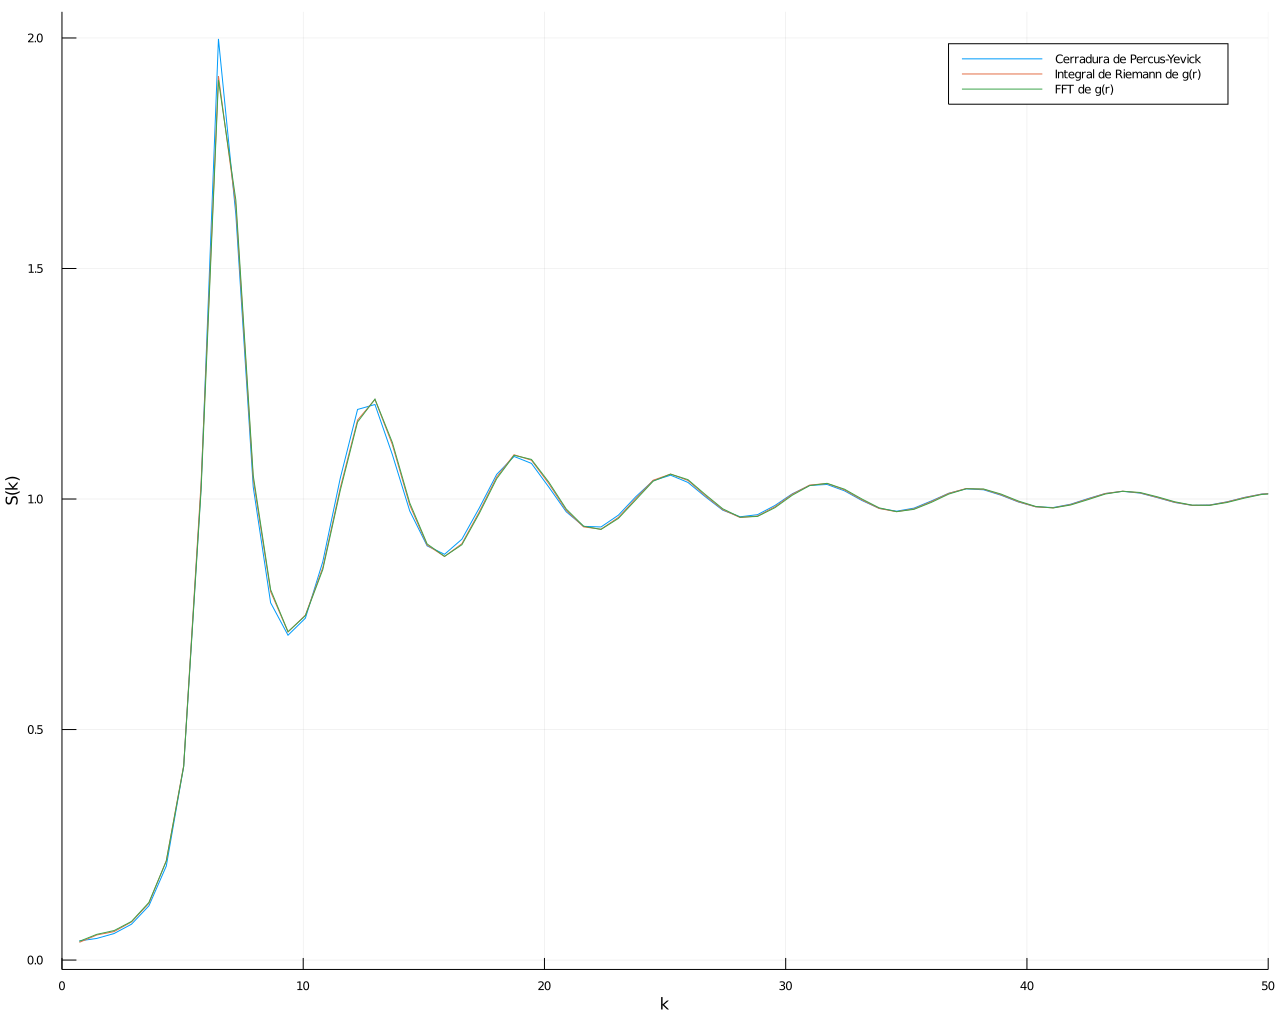 2.0
1.5
1.0
0.5
0.0
S(k)
Cerradura de Percus-Yevick
Integral de Riemann de g(r)
FFT de g(r)
0 10 20 30 40 50
k